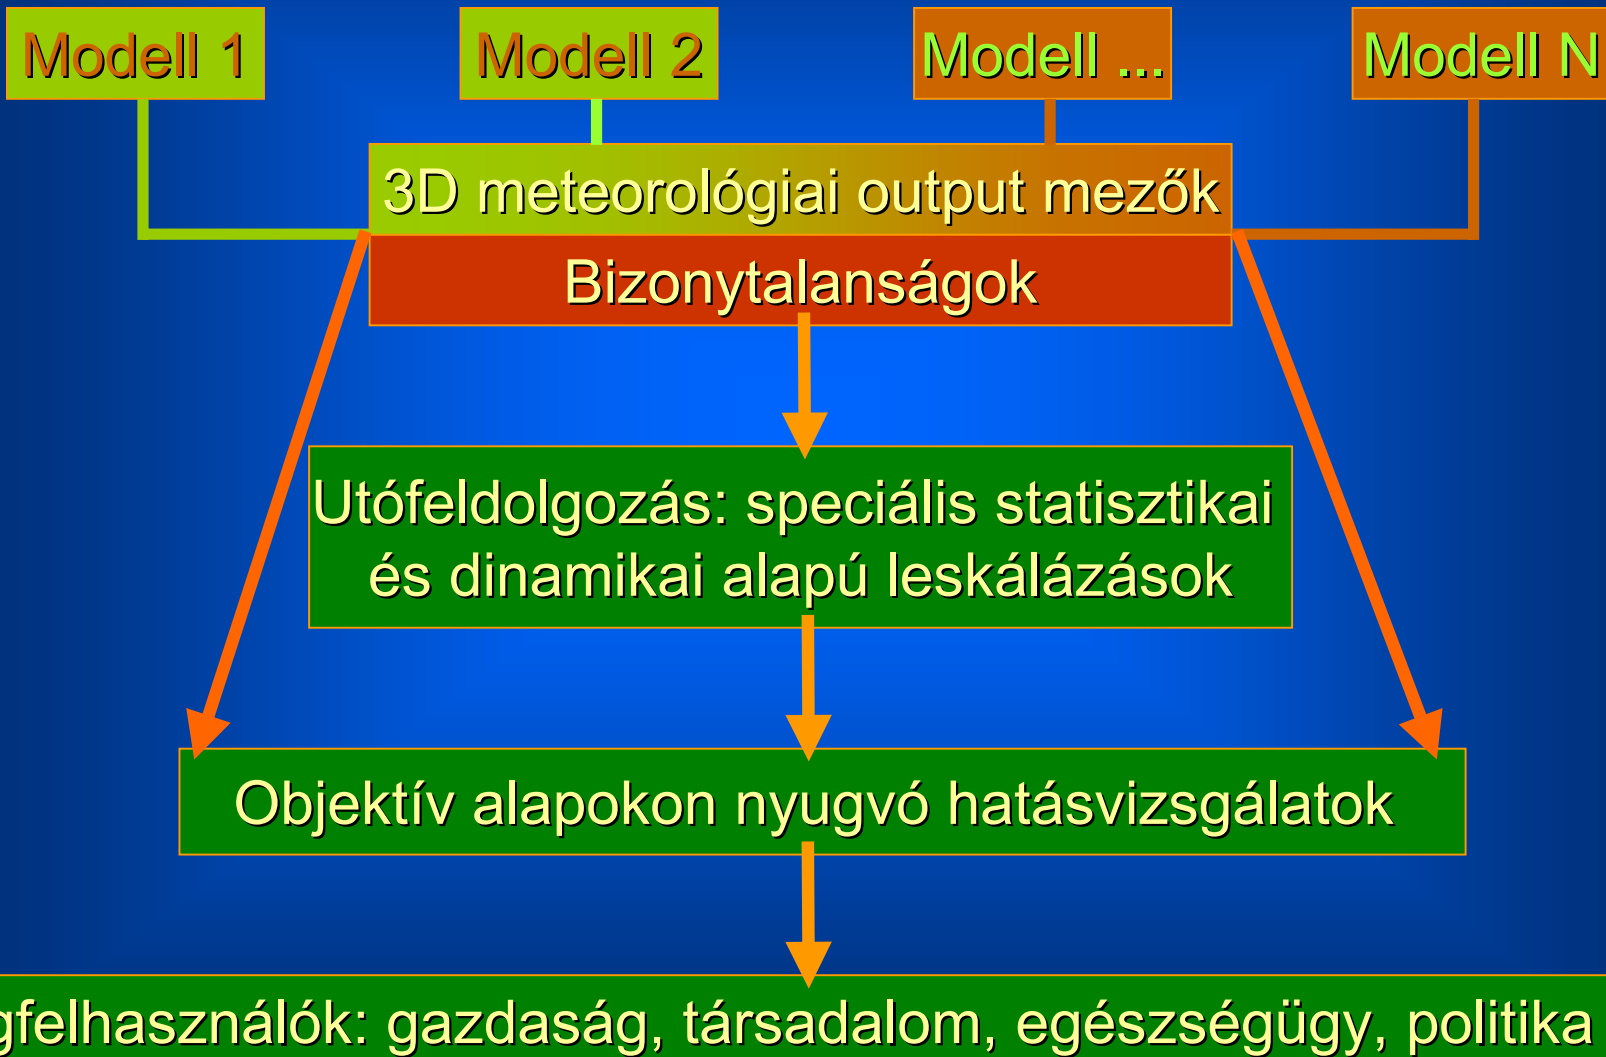 Modell 1
Modell 2
Modell ...
Modell N
3D meteorológiai output mezők
Bizonytalanságok
Utófeldolgozás: speciális statisztikai
és dinamikai alapú leskálázások
Objektív alapokon nyugvó hatásvizsgálatok
gfelhasználók: gazdaság, társadalom, egészségügy, politika